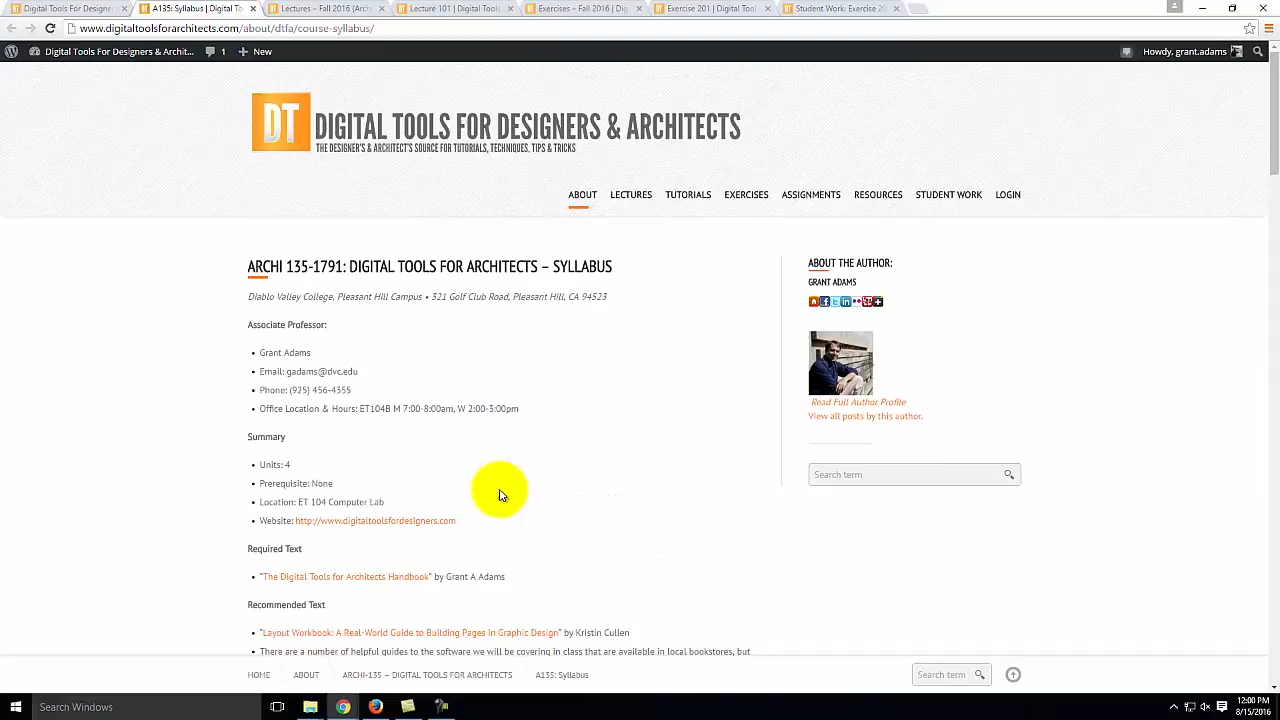 Digital Tools For Designe
A135: Syllabus | Digital To
Lectures – Fall 2016 (Arch
Lecture 101 | Digital Tools
Exercises – Fall 2016 | Dig
Exercise 201 | Digital Tool
Student Work: Exercise 20
www.digitaltoolsforarchitects.com/about/dtfa/course-syllabus/
Digital Tools For Designers & Archit...
1
New
Howdy, grant.adams
DT
DIGITAL TOOLS FOR DESIGNERS & ARCHITECTS
THE DESIGNER'S & ARCHITECT'S SOURCE FOR TUTORIALS, TECHNIQUES, TIPS & TRICKS
ABOUT LECTURES TUTORIALS EXERCISES ASSIGNMENTS RESOURCES STUDENT WORK LOGIN
ARCHI 135-1791: DIGITAL TOOLS FOR ARCHITECTS – SYLLABUS
Diablo Valley College, Pleasant Hill Campus • 321 Golf Club Road, Pleasant Hill, CA 94523
Associate Professor:
• Grant Adams
• Email: gadams@dvc.edu
• Phone: (925) 456-4355
• Office Location & Hours: ET104B M 7:00-8:00am, W 2:00-3:00pm
Summary
• Units: 4
• Prerequisite: None
• Location: ET 104 Computer Lab
• Website: http://www.digitaltoolsfordesigners.com
Required Text
• "The Digital Tools for Architects Handbook" by Grant A Adams
Recommended Text
• "Layout Workbook: A Real-World Guide to Building Pages in Graphic Design" by Kristin Cullen
• There are a number of helpful guides to the software we will be covering in class that are available in local bookstores, but
ABOUT THE AUTHOR:
GRANT ADAMS
Read Full Author Profile
View all posts by this author.
Search term
HOME ABOUT ARCHI-135 – DIGITAL TOOLS FOR ARCHITECTS A135: Syllabus
Search term
Search Windows
12:00 PM
8/15/2016